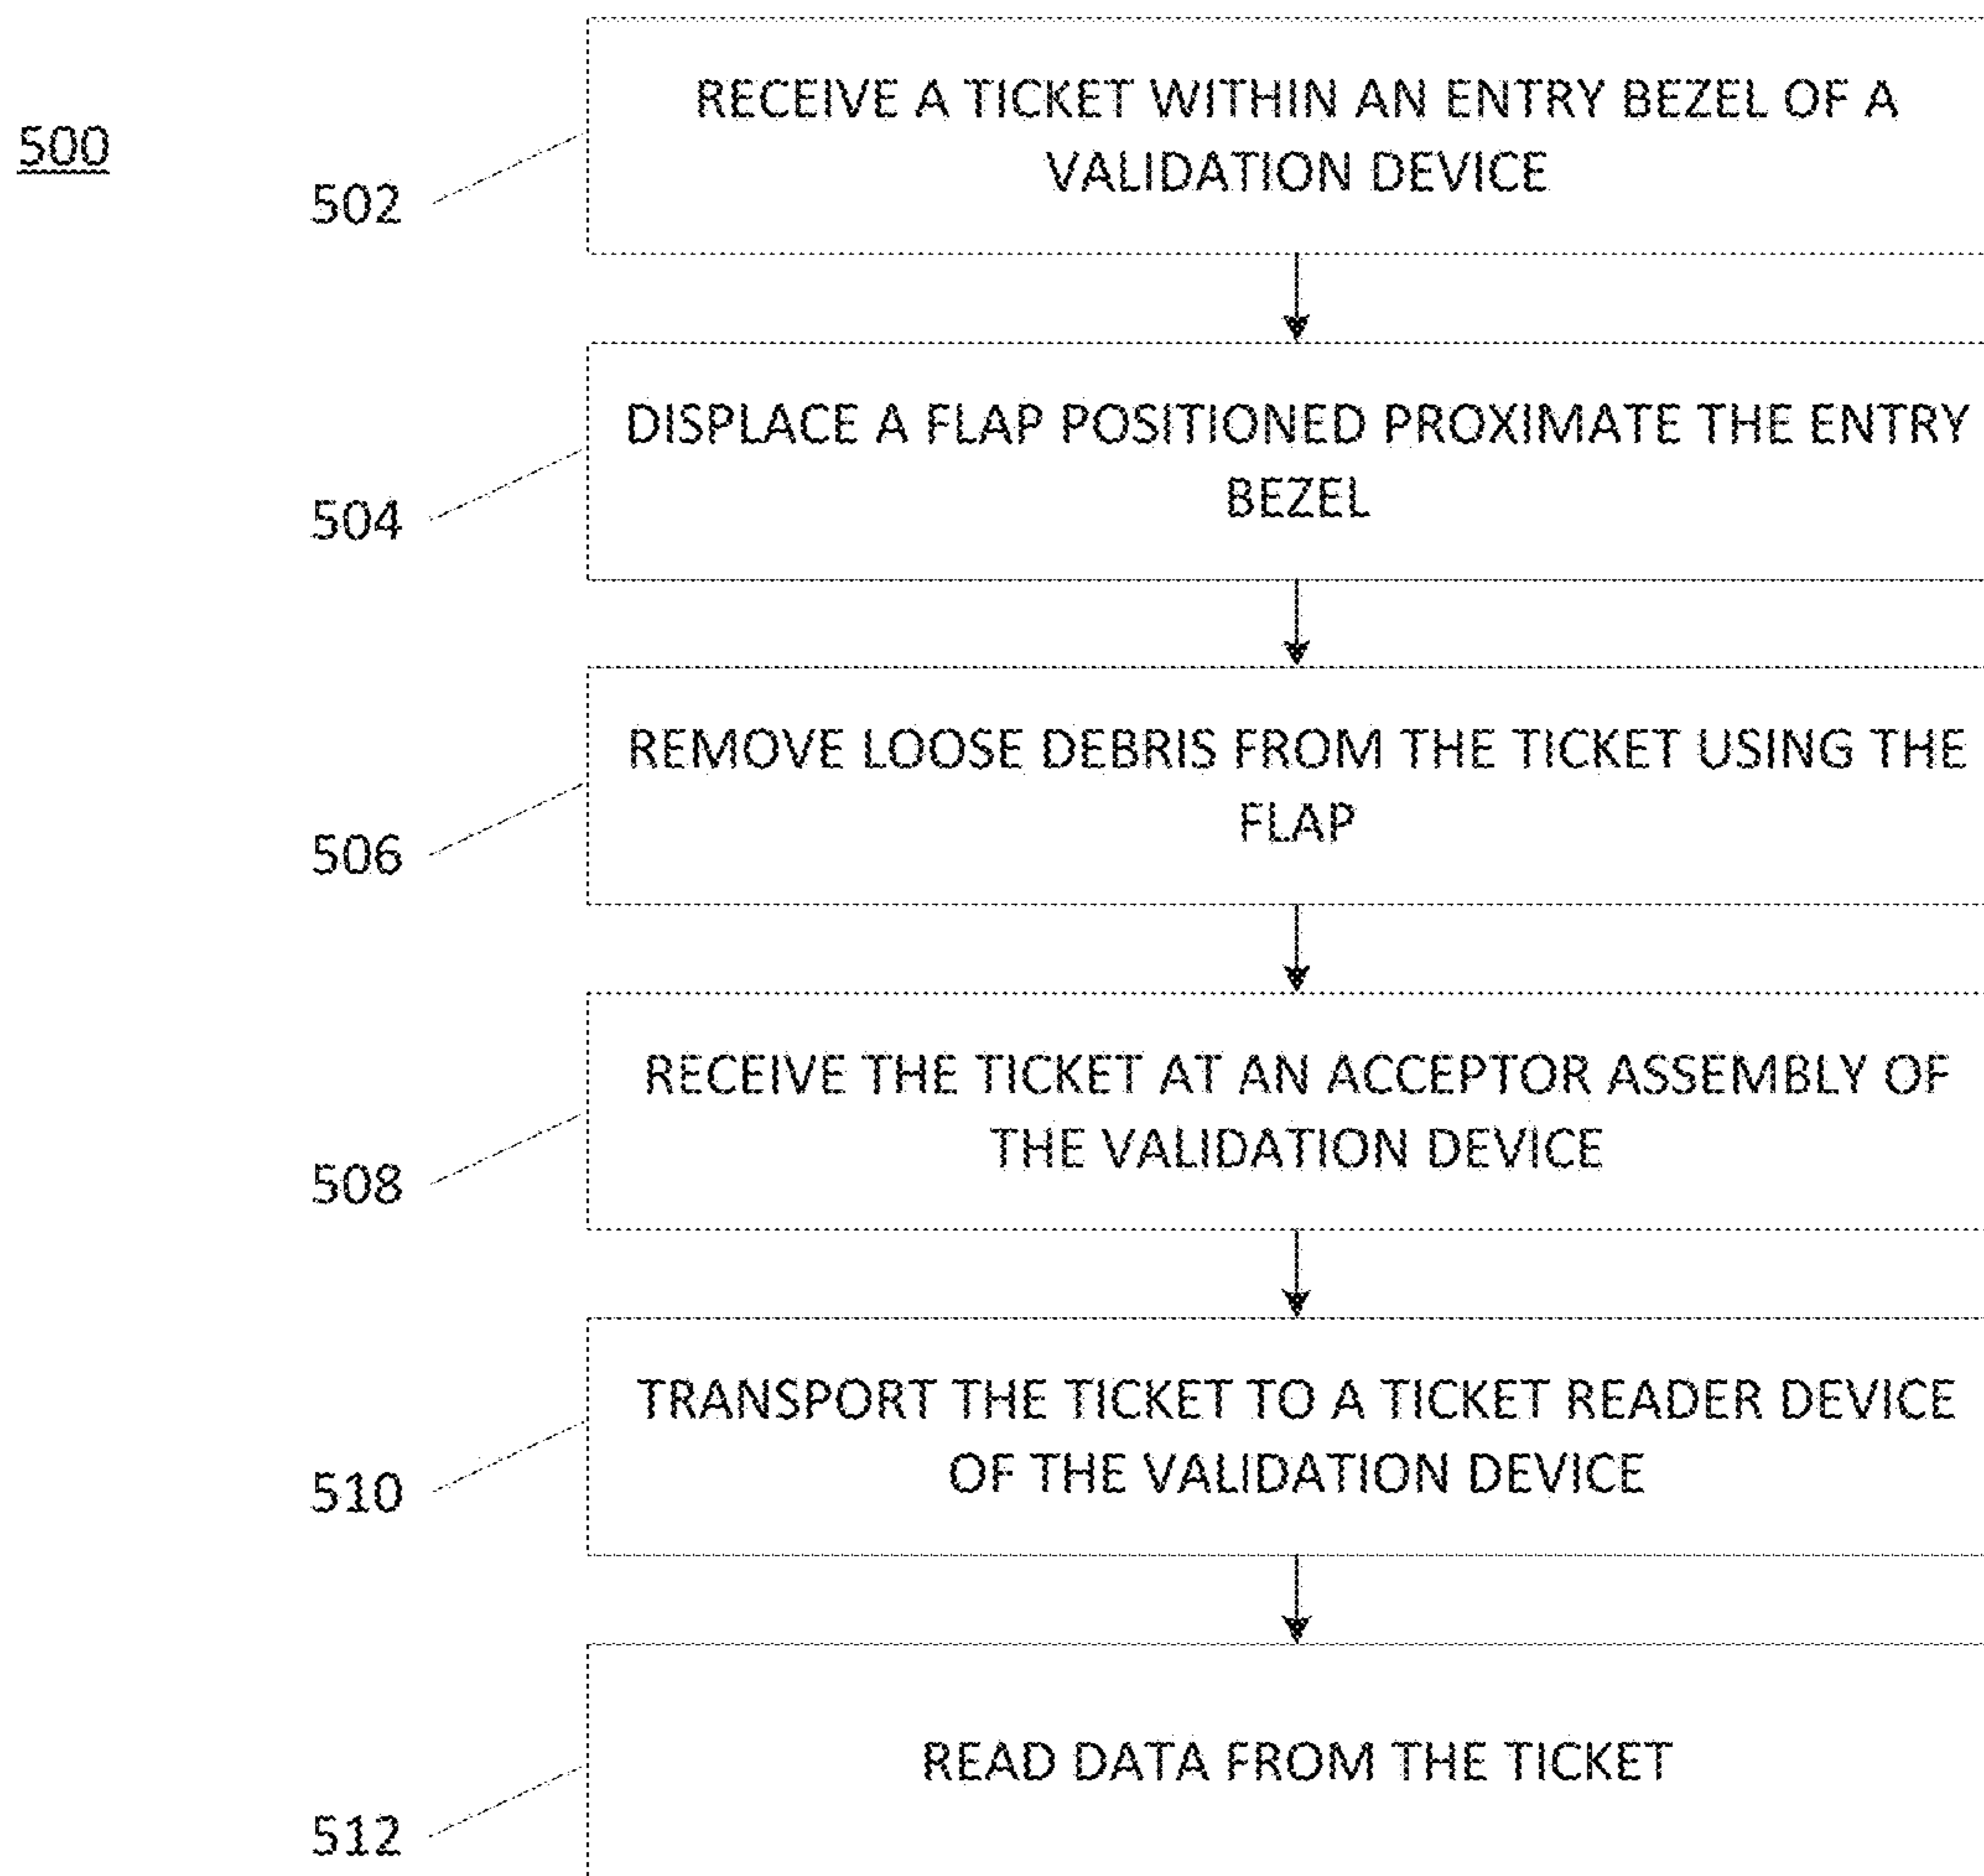 500
502
RECEIVE A TICKET WITHIN AN ENTRY BEZEL OF A
VALIDATION DEVICE
504
DISPLACE A FLAP POSITIONED PROXIMATE THE ENTRY
BEZEL
506
REMOVE LOOSE DEBRIS FROM THE TICKET USING THE
FLAP
508
RECEIVE THE TICKET AT AN ACCEPTOR ASSEMBLY OF
THE VALIDATION DEVICE
510
TRANSPORT THE TICKET TO A TICKET READER DEVICE
OF THE VALIDATION DEVICE
512
READ DATA FROM THE TICKET